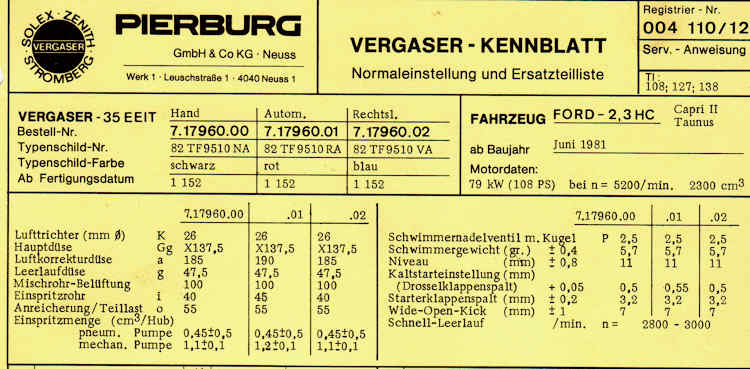 SOLEX · ZENITH
VERGASER
STROMBERG
PIERBURG
GmbH & Co KG · Neuss
Werk 1 · Leuschstraße 1 · 4040 Neuss 1
VERGASER - KENNBLATT
Normaleinstellung und Ersatzteilliste
Registrier - Nr.
004 110/12
Serv. - Anweisung
TI:
108; 127; 138
VERGASER - 35 EEIT Hand Autom. Rechtsl.
Bestell-Nr. 7.17960.00 7.17960.01 7.17960.02
Typenschild-Nr. 82 TF9510 NA 82 TF9510 RA 82 TF9510 VA
Typenschild-Farbe schwarz rot blau
Ab Fertigungsdatum 1 152 1 152 1 152
FAHRZEUG FORD - 2,3 HC Capri II
Taunus
ab Baujahr Juni 1981
Motordaten:
79 kW (108 PS) bei n = 5200/min. 2300 cm³
7.17960.00 .01 .02
Lufttrichter (mm Ø) K 26 26 26
Hauptdüse Gg X137,5 X137,5 X137,5
Luftkorrekturdüse a 185 190 185
Leerlaufdüse g 47,5 47,5 47,5
Mischrohr-Belüftung 100 100 100
Einspritzrohr i 40 45 40
Anreicherung/Teillast o 55 55 55
Einspritzmenge (cm³/Hub)
pneum. Pumpe 0,45±0,5 0,45±0,5 0,45±0,5
mechan. Pumpe 1,1±0,1 1,2±0,1 1,1±0,1
7.17960.00 .01 .02
Schwimmernadelventil m. Kugel P 2,5 2,5 2,5
Schwimmergewicht (gr.) ± 0,4 5,7 5,7 5,7
Niveau (mm) ± 0,8 11 11 11
Kaltstarteinstellung (mm)
(Drosselklappenspalt) + 0,05 0,5 0,55 0,5
Starterklappenspalt (mm) ± 0,2 3,2 3,2 3,2
Wide-Open-Kick (mm) ± 1 7 7 7
Schnell-Leerlauf /min. n = 2800 - 3000